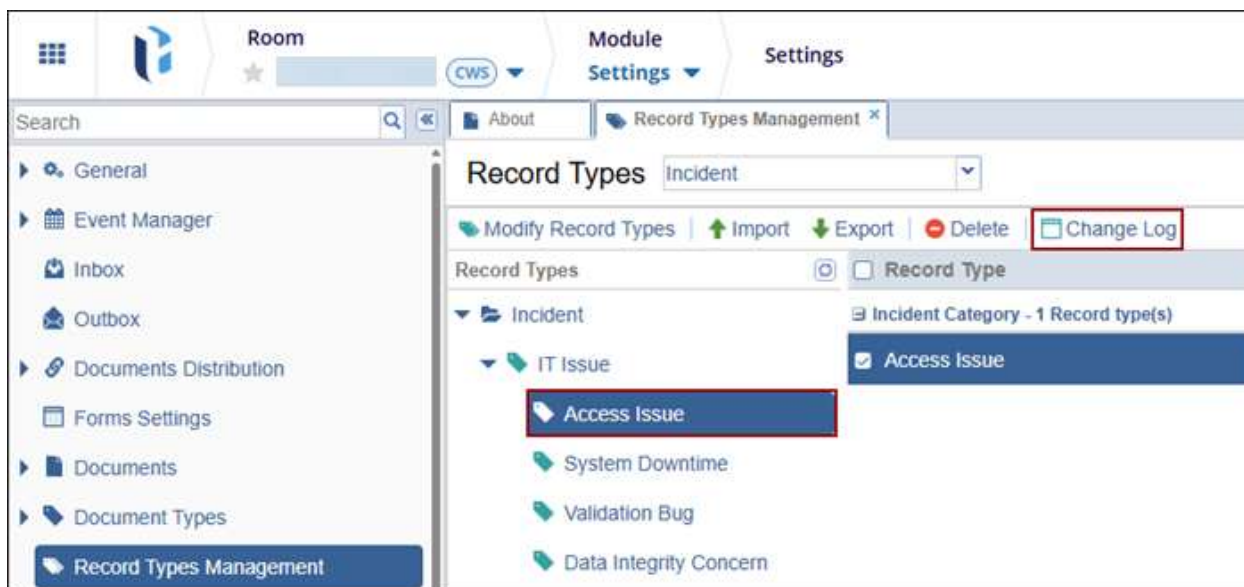 Room
Module
Settings
CWS
Settings
Search
About
Record Types Management
General
Event Manager
Inbox
Outbox
Documents Distribution
Forms Settings
Documents
Document Types
Record Types Management
Record Types Incident
Modify Record Types Import Export Delete Change Log
Record Types
Incident
IT Issue
Access Issue
System Downtime
Validation Bug
Data Integrity Concern
Record Type
Incident Category - 1 Record type(s)
Access Issue